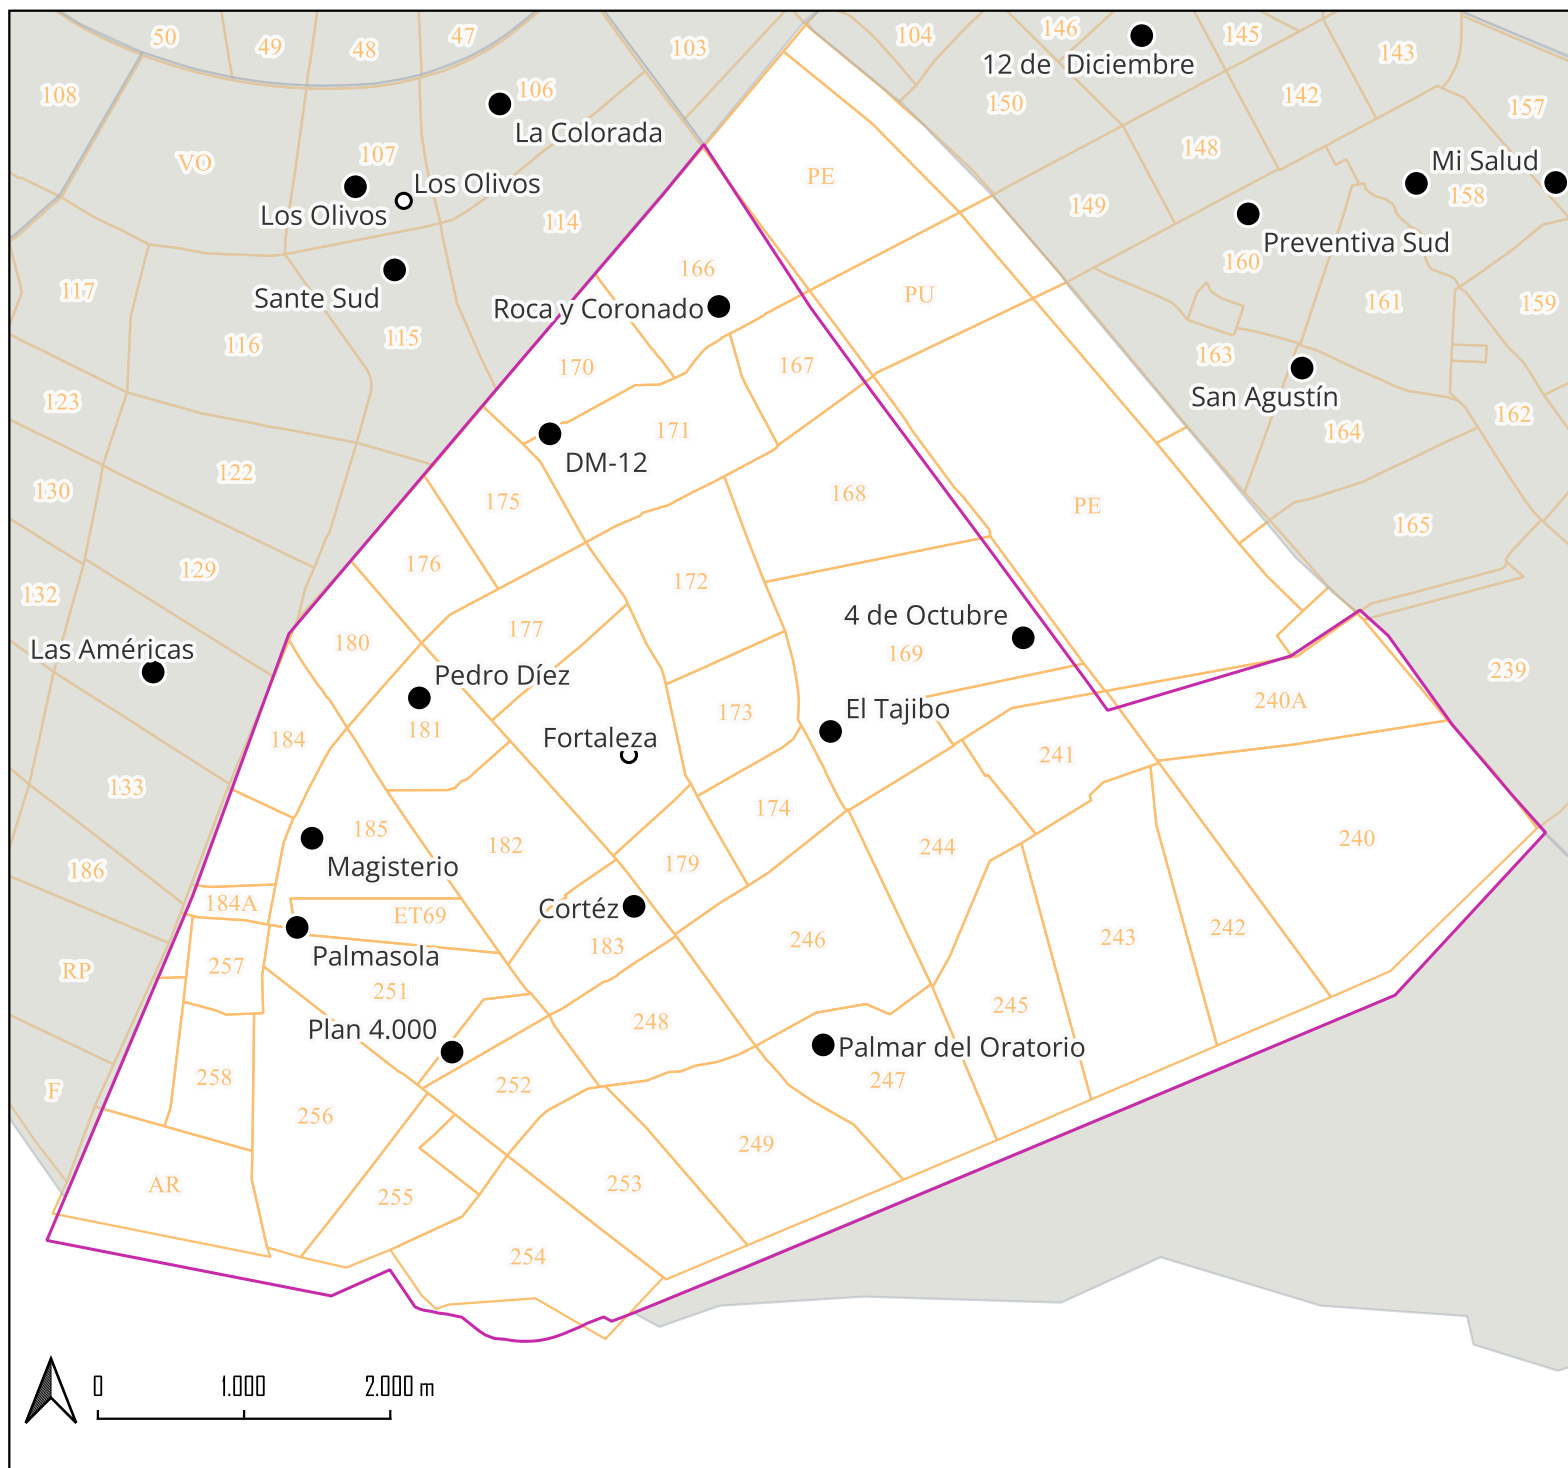 50
49
48
47
103
104
146
145
143
12 de Diciembre
108
106
150
142
157
La Colorada
VO
107
148
Mi Salud
158
PE
Los Olivos
Los Olivos
149
114
Preventiva Sud
160
166
117
Sante Sud
PU
161
159
Roca y Coronado
116
115
163
170
167
San Agustín
123
162
171
164
DM-12
122
130
175
168
165
PE
129
176
172
132
4 de Octubre
177
180
169
Las Américas
239
Pedro Díez
240A
173
El Tajibo
181
184
Fortaleza
241
133
174
185
182
244
240
Magisterio
179
186
184A
ET69
Cortéz
242
243
246
183
Palmasola
257
RP
251
245
248
Plan 4.000
Palmar del Oratorio
258
247
252
F
256
249
AR
253
255
254
0
1.000
2.000 m